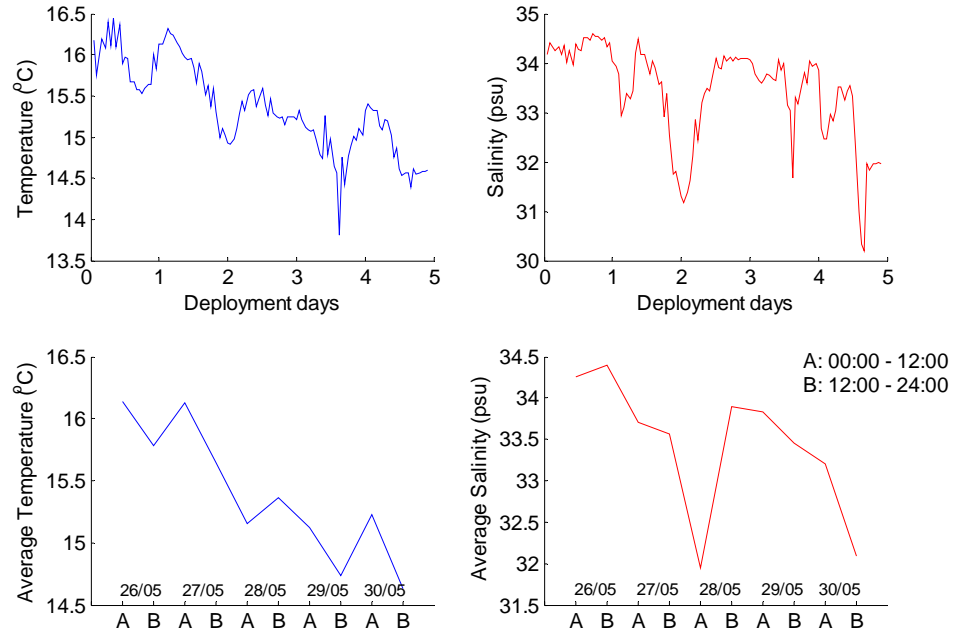 16.5
16
15.5
15
14.5
14
13.5
Temperature (⁰C)
0 1 2 3 4 5
Deployment days
35
34
33
32
31
30
Salinity (psu)
0 1 2 3 4 5
Deployment days
16.5
16
15.5
15
14.5
Average Temperature (⁰C)
26/05 27/05 28/05 29/05 30/05
A B A B A B A B A B
34.5
34
33.5
33
32.5
32
31.5
Average Salinity (psu)
A: 00:00 - 12:00
B: 12:00 - 24:00
26/05 27/05 28/05 29/05 30/05
A B A B A B A B A B